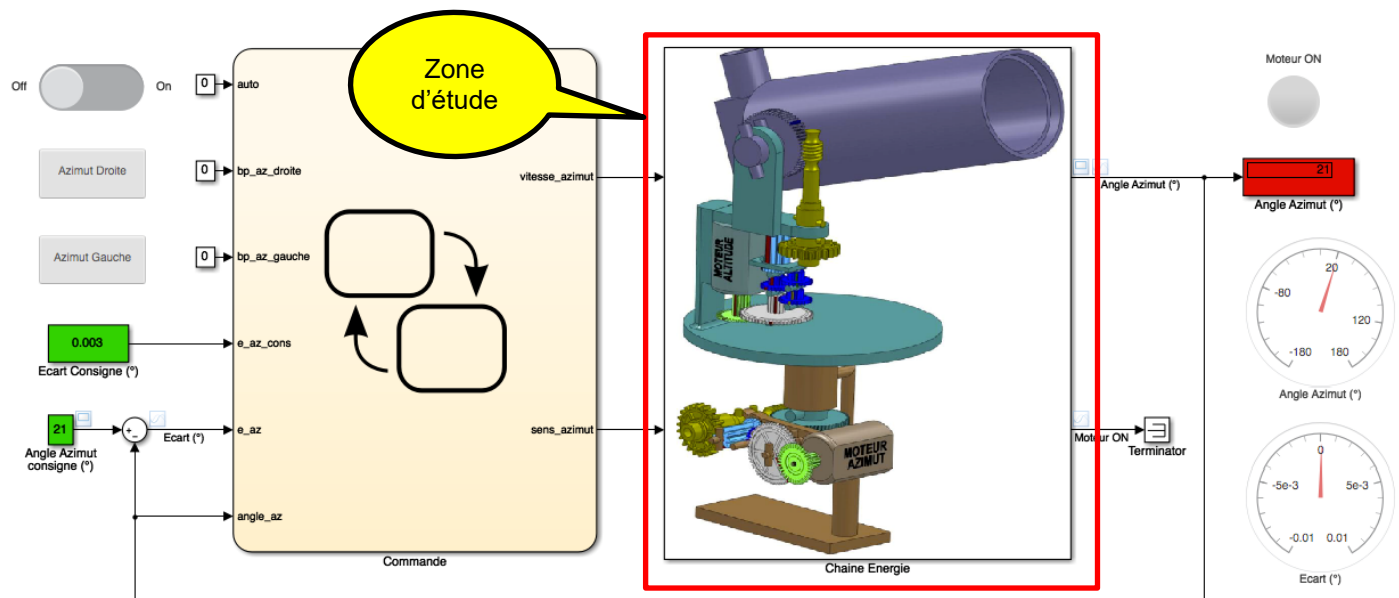 Zone
d'étude
Off
On
0
auto
Azimut Droite
0
bp_az_droite
vitesse_azimut
Azimut Gauche
0
bp_az_gauche
0.003
e_az_cons
Ecart Consigne (°)
21
+
-
Ecart (°)
e_az
sens_azimut
Angle Azimut
consigne (°)
angle_az
Commande
MOTEUR
ALTITUDE
MOTEUR
AZIMUT
Chaine Energie
Moteur ON
Angle Azimut (°)
21
Angle Azimut (°)
20
-80
120
-180
180
Angle Azimut (°)
Moteur ON
Terminator
0
-5e-3
5e-3
-0.01
0.01
Ecart (°)